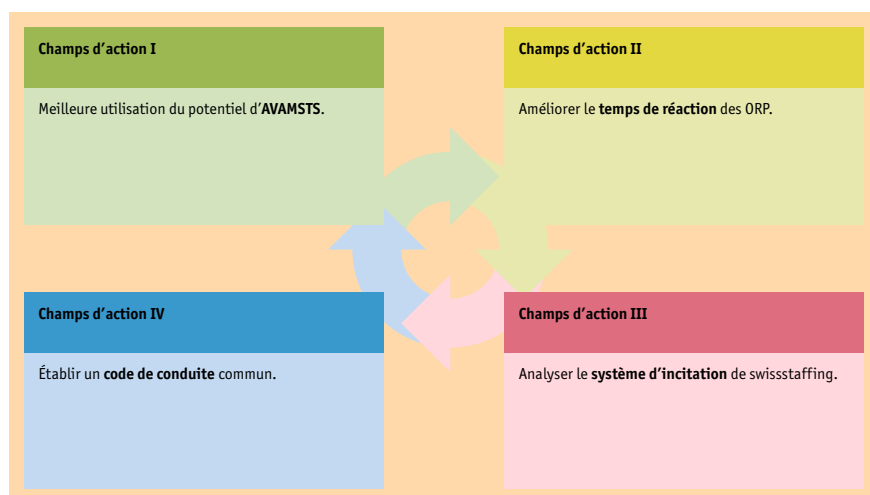 Champs d’action I
Meilleure utilisation du potentiel d’AVAMSTS.
Champs d’action II
Améliorer le temps de réaction des ORP.
Champs d’action IV
Établir un code de conduite commun.
Champs d’action III
Analyser le système d’incitation de swissstaffing.